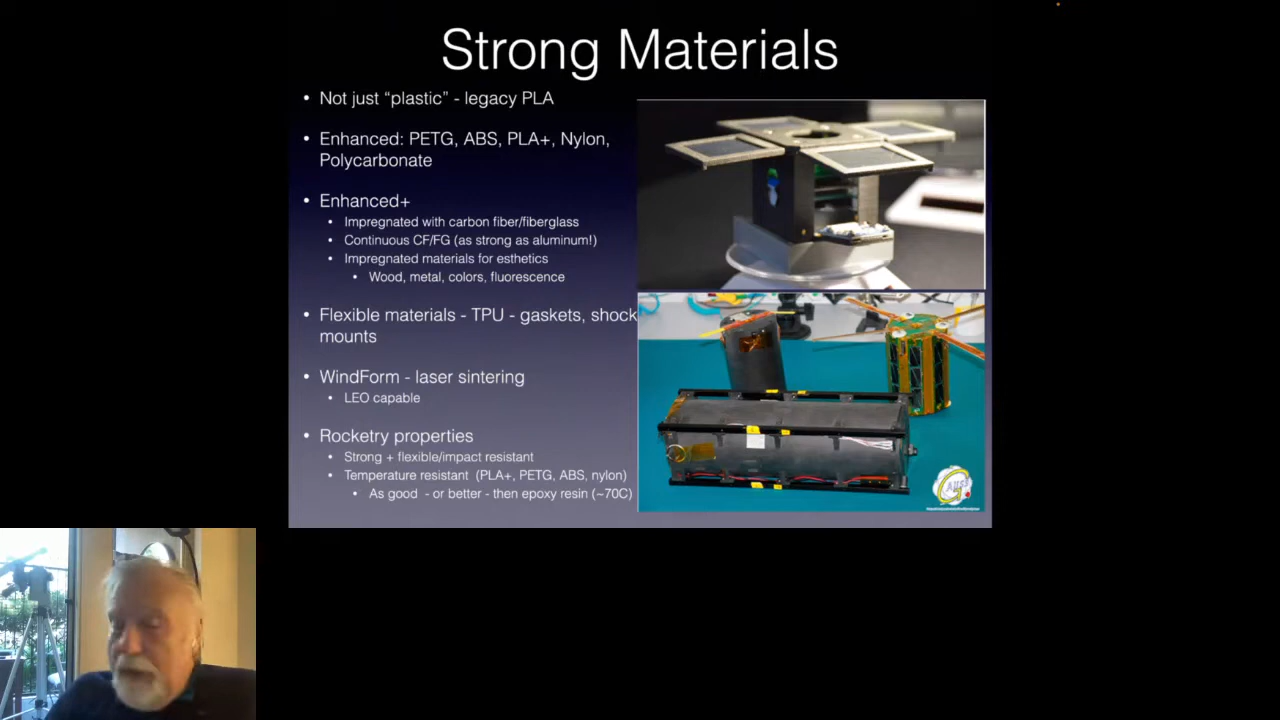 Strong Materials
• Not just “plastic” - legacy PLA
• Enhanced: PETG, ABS, PLA+, Nylon,
Polycarbonate
• Enhanced+
• Impregnated with carbon fiber/fiberglass
• Continuous CF/FG (as strong as aluminum!)
• Impregnated materials for esthetics
• Wood, metal, colors, fluorescence
• Flexible materials - TPU - gaskets, shock
mounts
• WindForm - laser sintering
• LEO capable
• Rocketry properties
• Strong + flexible/impact resistant
• Temperature resistant (PLA+, PETG, ABS, nylon)
• As good - or better - then epoxy resin (~70C)